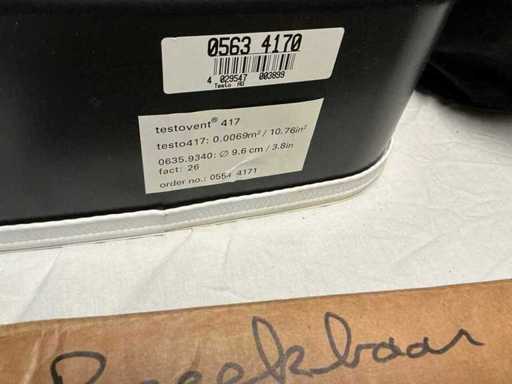 0563 4170
4 029547 003899
Testo AG
testovent® 417
testo417: 0.0069m² / 10.76in²
0635.9340: ∅ 9.6 cm / 3.8in
fact: 26
order no.: 0554 4171
Breekbaar